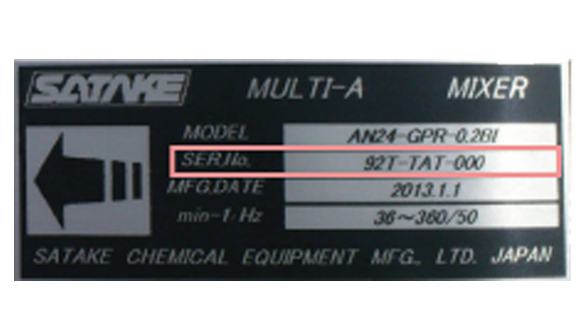 SATAKE MULTI-A MIXER
MODEL AN24-GPR-0.2BI
SER.No. 92T-TAT-000
MFG.DATE 2013.1.1
min-1/Hz 36~360/50
SATAKE CHEMICAL EQUIPMENT MFG., LTD. JAPAN